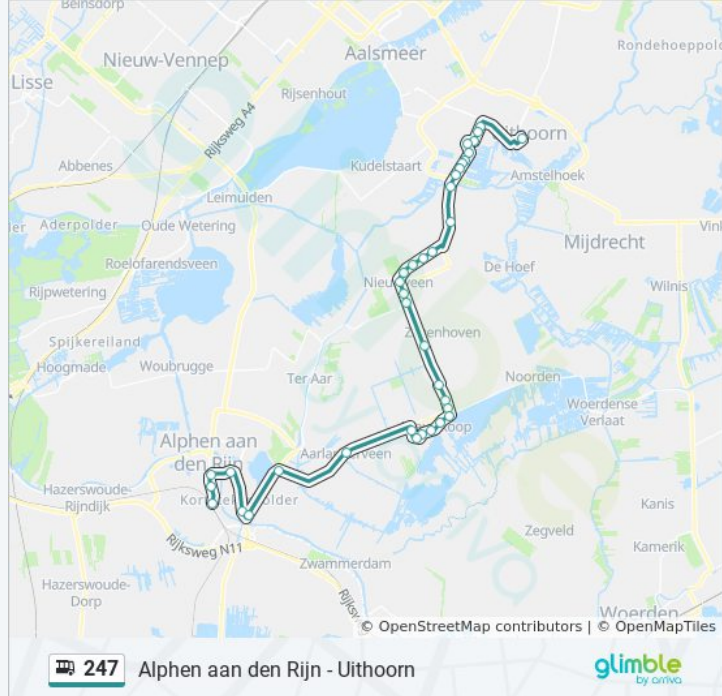 Beinsdorp
Nieuw-Vennep
Aalsmeer
Rondehoeppol
Lisse
Rijsenhout
Rijksweg A4
Uithoorn
Abbenes
Kudelstaart
Amstelhoek
Leimuiden
Aderpolder
Oude Wetering
Mijdrecht
Roelofarendsveen
De Hoef
Rijpwetering
Nieuwveen
Wilnis
Spijkereiland
Zevenhoven
Hoogmade
Woubrugge
Ter Aar
Noorden
Woerdense
Verlaat
Alphen aan
den Rijn
Aarlanderveen
Hazerswoude-
Rijndijk
Kanis
Zegveld
Kamerik
Rijksweg N11
Zwammerdam
Hazerswoude-
Dorp
Woerden
© OpenStreetMap contributors | © OpenMapTiles
247 Alphen aan den Rijn - Uithoorn
glimble
by arriva